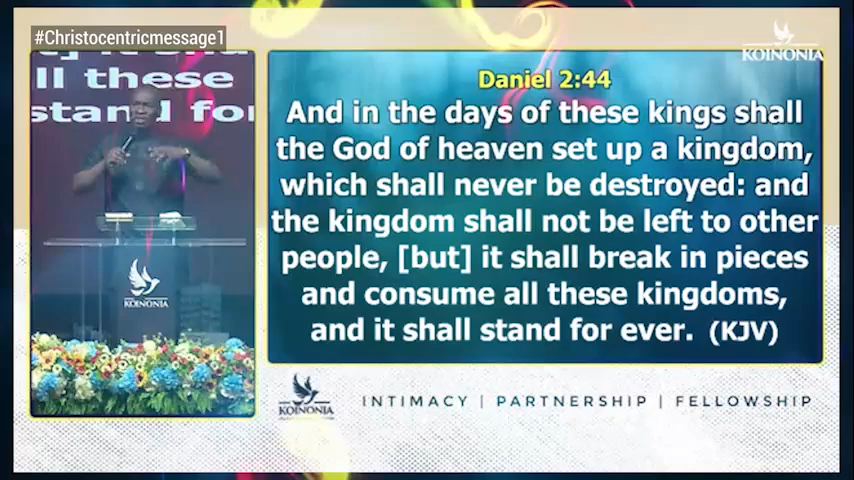 #Christocentricmessage1
KOINONIA
ll these
stand for
KOINONIA
Daniel 2:44
And in the days of these kings shall
the God of heaven set up a kingdom,
which shall never be destroyed: and
the kingdom shall not be left to other
people, [but] it shall break in pieces
and consume all these kingdoms,
and it shall stand for ever. (KJV)
KOINONIA
INTIMACY | PARTNERSHIP | FELLOWSHIP